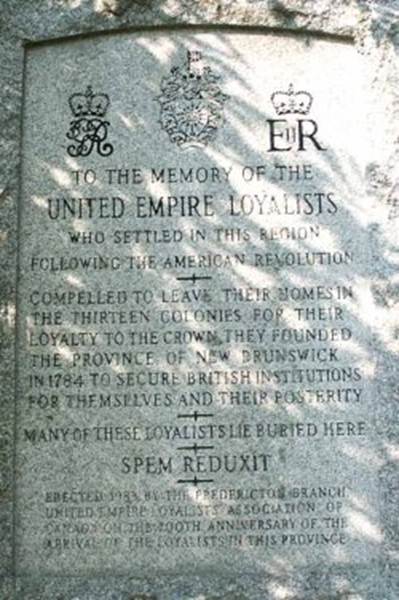 GR
EIIR
TO THE MEMORY OF THE
UNITED EMPIRE LOYALISTS
WHO SETTLED IN THIS REGION
FOLLOWING THE AMERICAN REVOLUTION
COMPELLED TO LEAVE THEIR HOMES IN
THE THIRTEEN COLONIES FOR THEIR
LOYALTY TO THE CROWN, THEY FOUNDED
THE PROVINCE OF NEW BRUNSWICK
IN 1784 TO SECURE BRITISH INSTITUTIONS
FOR THEMSELVES AND THEIR POSTERITY
MANY OF THESE LOYALISTS LIE BURIED HERE
SPEM REDUXIT
ERECTED 1983 BY THE FREDERICTON BRANCH
UNITED EMPIRE LOYALISTS' ASSOCIATION OF
CANADA ON THE 200TH ANNIVERSARY OF THE
ARRIVAL OF THE LOYALISTS IN THIS PROVINCE